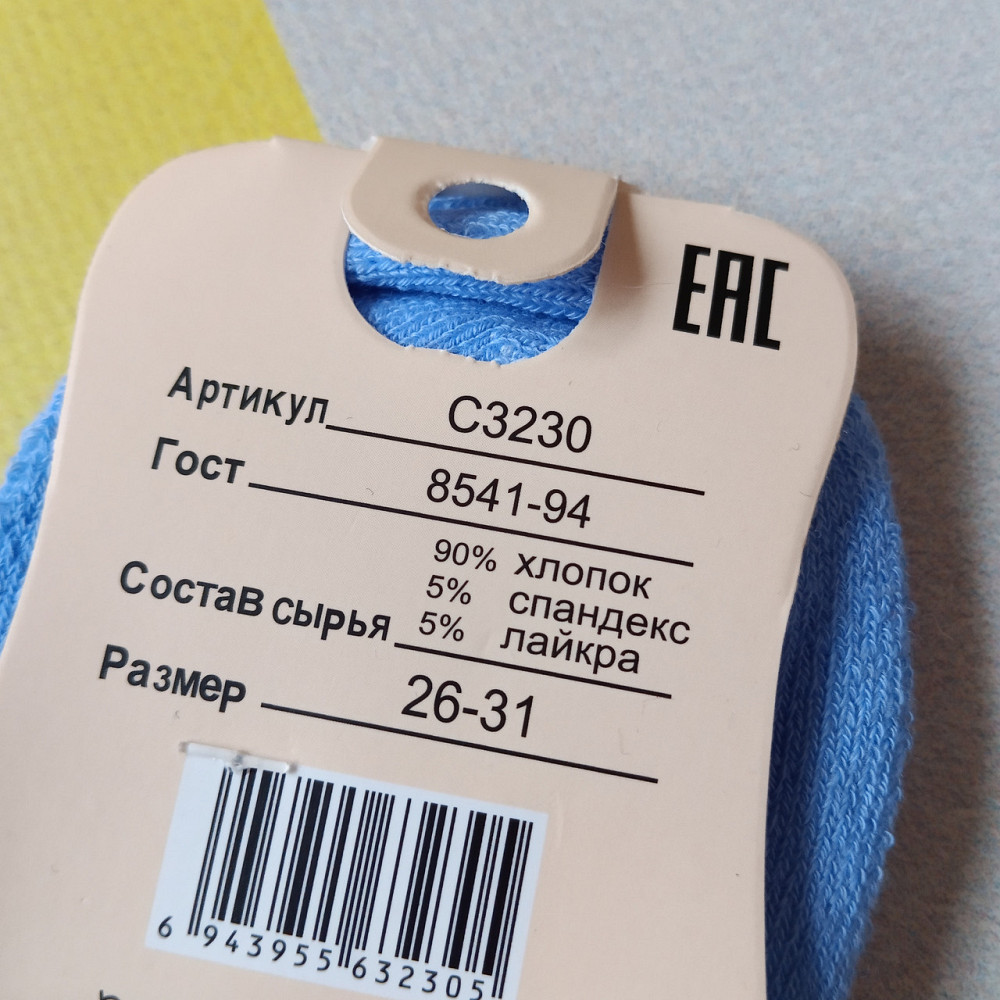 EAC
Артикул С3230
Гост 8541-94
90% хлопок
5% спандекс
Состав сырья 5% лайкра
Размер 26-31
6 943955 632305